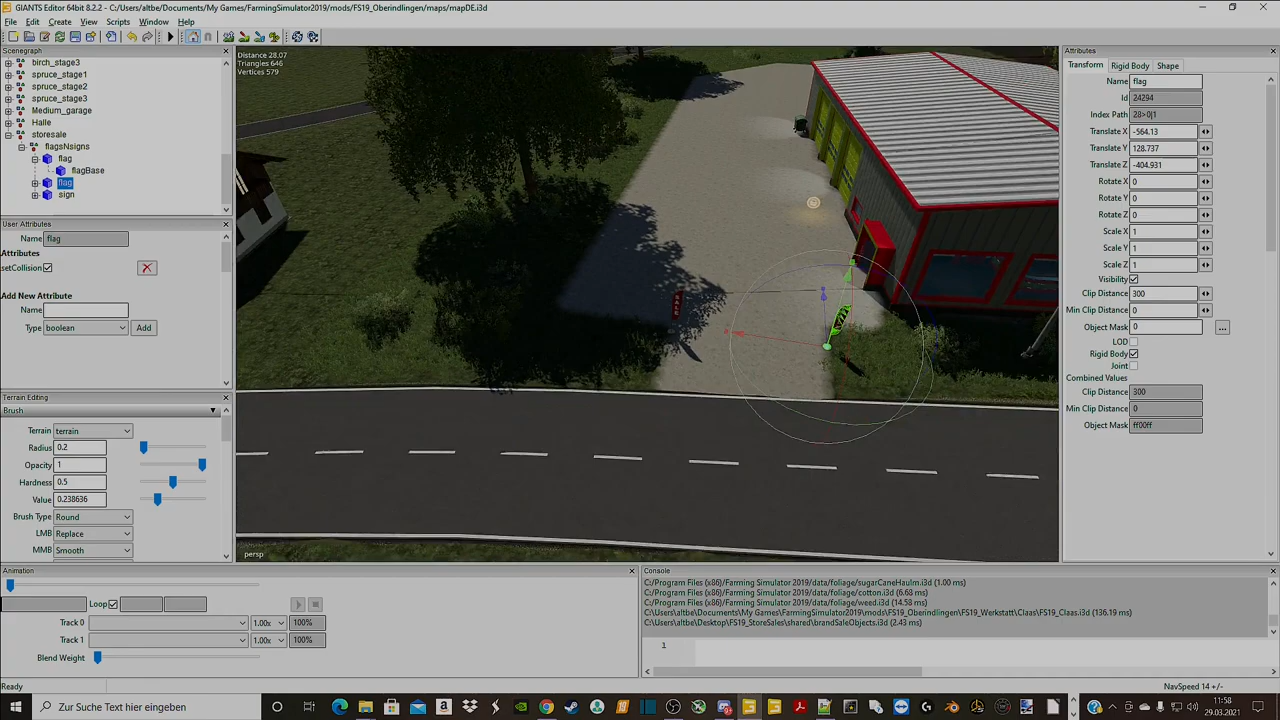 GIANTS Editor 64bit 8.2.2 - C:/Users/altbe/Documents/My Games/FarmingSimulator2019/mods/FS19_Oberindlingen/maps/mapDE.i3d
File Edit Create View Scripts Window Help
Scenegraph
birch_stage3
spruce_stage1
spruce_stage2
spruce_stage3
Medium_garage
Halle
storesale
flagsNsigns
flag
flagBase
flag
sign
User Attributes
Name flag
Attributes
setCollision
Add New Attribute
Name
Type boolean Add
Terrain Editing
Brush
Terrain terrain
Radius 0.2
Opacity 1
Hardness 0.5
Value 0.238636
Brush Type Round
LMB Replace
MMB Smooth
Distance 28.07
Triangles 646
Vertices 579
SALE
persp
Attributes
Transform Rigid Body Shape
Name flag
Id 24294
Index Path 28>0|1
Translate X -564.13
Translate Y 128.737
Translate Z -404.931
Rotate X 0
Rotate Y 0
Rotate Z 0
Scale X 1
Scale Y 1
Scale Z 1
Visibility
Clip Distance 300
Min Clip Distance 0
Object Mask 0 ...
LOD
Rigid Body
Joint
Combined Values
Clip Distance 300
Min Clip Distance 0
Object Mask ff00ff
Animation
Loop
Track 0 1.00x 100%
Track 1 1.00x 100%
Blend Weight
Console
C:/Program Files (x86)/Farming Simulator 2019/data/foliage/sugarCaneHaulm.i3d (1.00 ms)
C:/Program Files (x86)/Farming Simulator 2019/data/foliage/cotton.i3d (6.68 ms)
C:/Program Files (x86)/Farming Simulator 2019/data/foliage/weed.i3d (14.58 ms)
C:/Users/altbe/Documents/My Games/FarmingSimulator2019/mods/FS19_Oberindlingen/FS19_Werkstatt/Claas/FS19_Claas.i3d (136.19 ms)
C:/Users/altbe/Desktop/FS19_StoreSales/shared/brandSaleObjects.i3d (2.43 ms)
1
Ready
NavSpeed 14 +/-
Zur Suche Text hier eingeben
11:58
29.03.2021